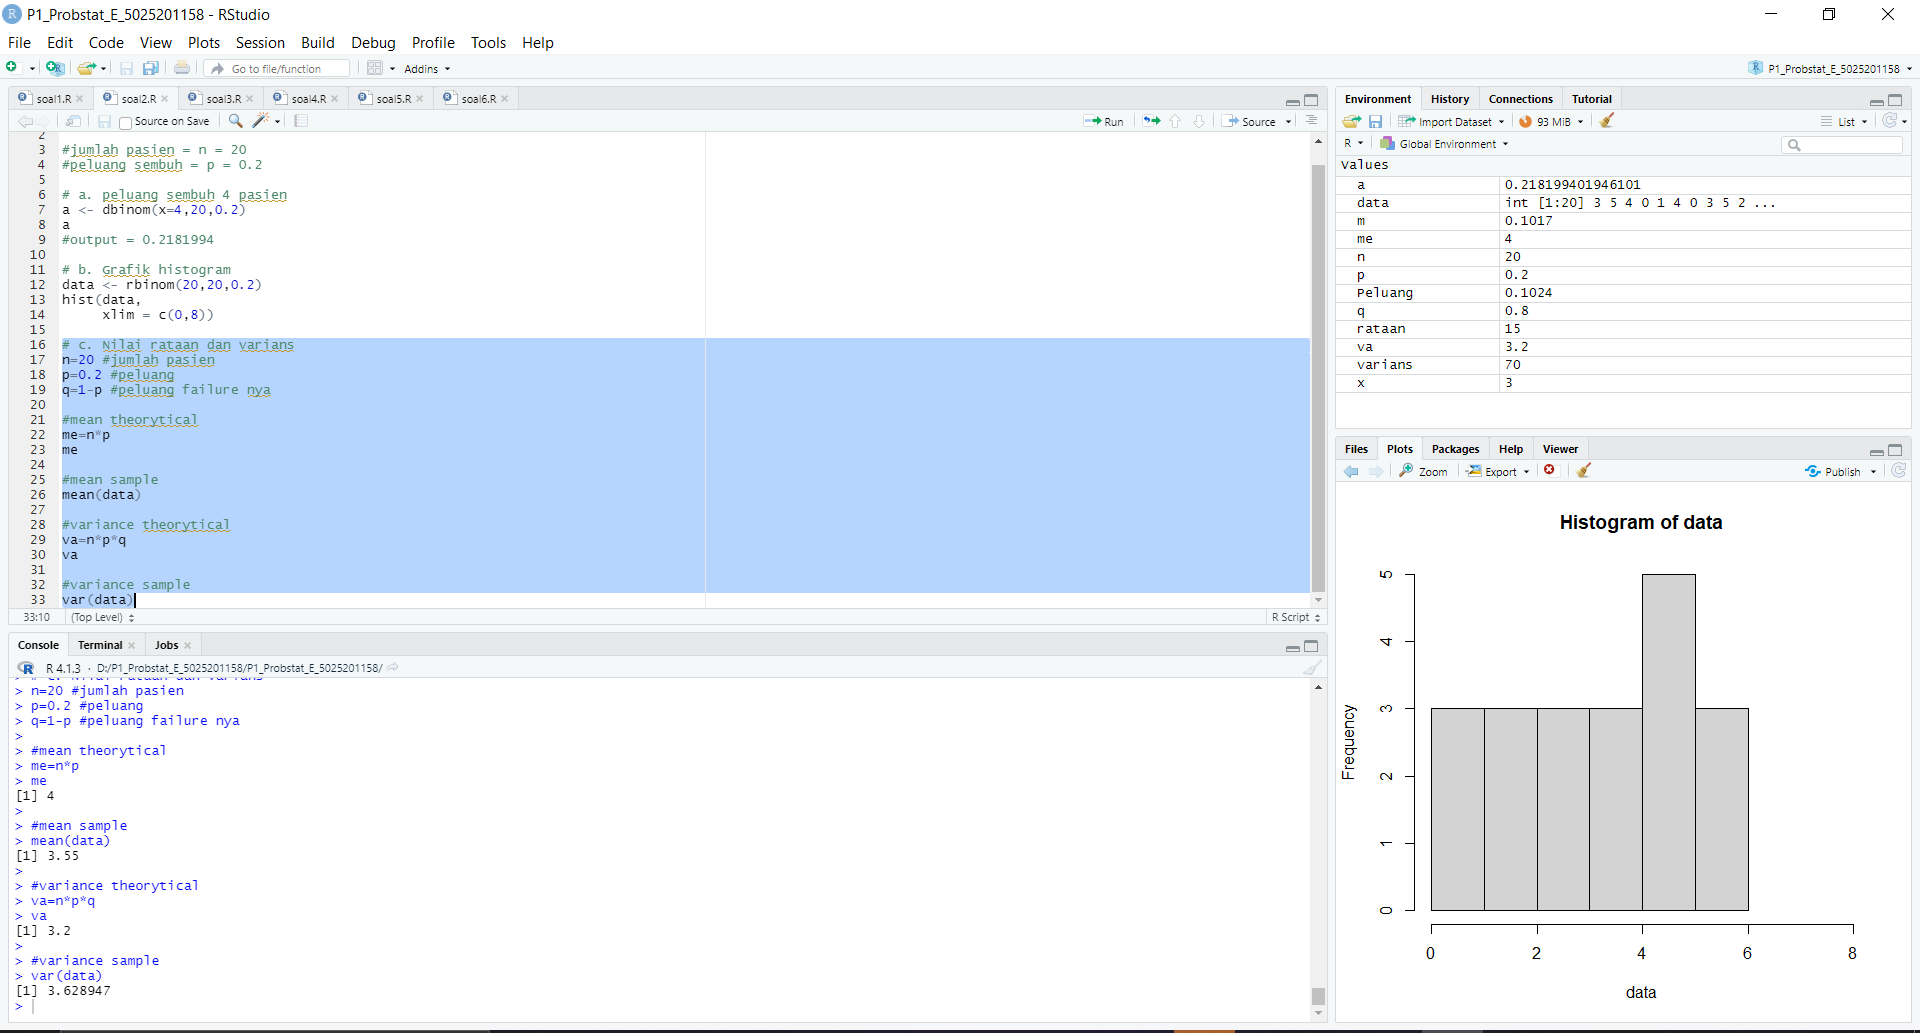 P1_Probstat_E_5025201158 - RStudio
File Edit Code View Plots Session Build Debug Profile Tools Help
Go to file/function Addins P1_Probstat_E_5025201158
soal1.R soal2.R soal3.R soal4.R soal5.R soal6.R
Source on Save Run Source
2
3 #jumlah pasien = n = 20
4 #peluang sembuh = p = 0.2
5
6 # a. peluang sembuh 4 pasien
7 a <- dbinom(x=4,20,0.2)
8 a
9 #output = 0.2181994
10
11 # b. Grafik histogram
12 data <- rbinom(20,20,0.2)
13 hist(data,
14 xlim = c(0,8))
15
16 # c. Nilai rataan dan varians
17 n=20 #jumlah pasien
18 p=0.2 #peluang
19 q=1-p #peluang failure nya
20
21 #mean theorytical
22 me=n*p
23 me
24
25 #mean sample
26 mean(data)
27
28 #variance theorytical
29 va=n*p*q
30 va
31
32 #variance sample
33 var(data)
33:10 (Top Level) R Script
Console Terminal Jobs
R 4.1.3 · D:/P1_Probstat_E_5025201158/P1_Probstat_E_5025201158/
> # c. Nilai rataan dan varians
> n=20 #jumlah pasien
> p=0.2 #peluang
> q=1-p #peluang failure nya
>
> #mean theorytical
> me=n*p
> me
[1] 4
>
> #mean sample
> mean(data)
[1] 3.55
>
> #variance theorytical
> va=n*p*q
> va
[1] 3.2
>
> #variance sample
> var(data)
[1] 3.628947
>
Environment History Connections Tutorial
Import Dataset 93 MiB List
R Global Environment
Values
a 0.218199401946101
data int [1:20] 3 5 4 0 1 4 0 3 5 2 ...
m 0.1017
me 4
n 20
p 0.2
Peluang 0.1024
q 0.8
rataan 15
va 3.2
varians 70
x 3
Files Plots Packages Help Viewer
Zoom Export Publish
Histogram of data
Frequency
5
4
3
2
1
0
0 2 4 6 8
data